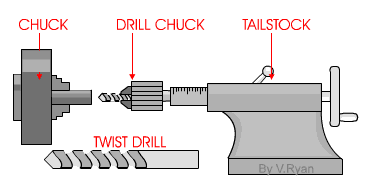 CHUCK
DRILL CHUCK
TAILSTOCK
TWIST DRILL
By V.Ryan